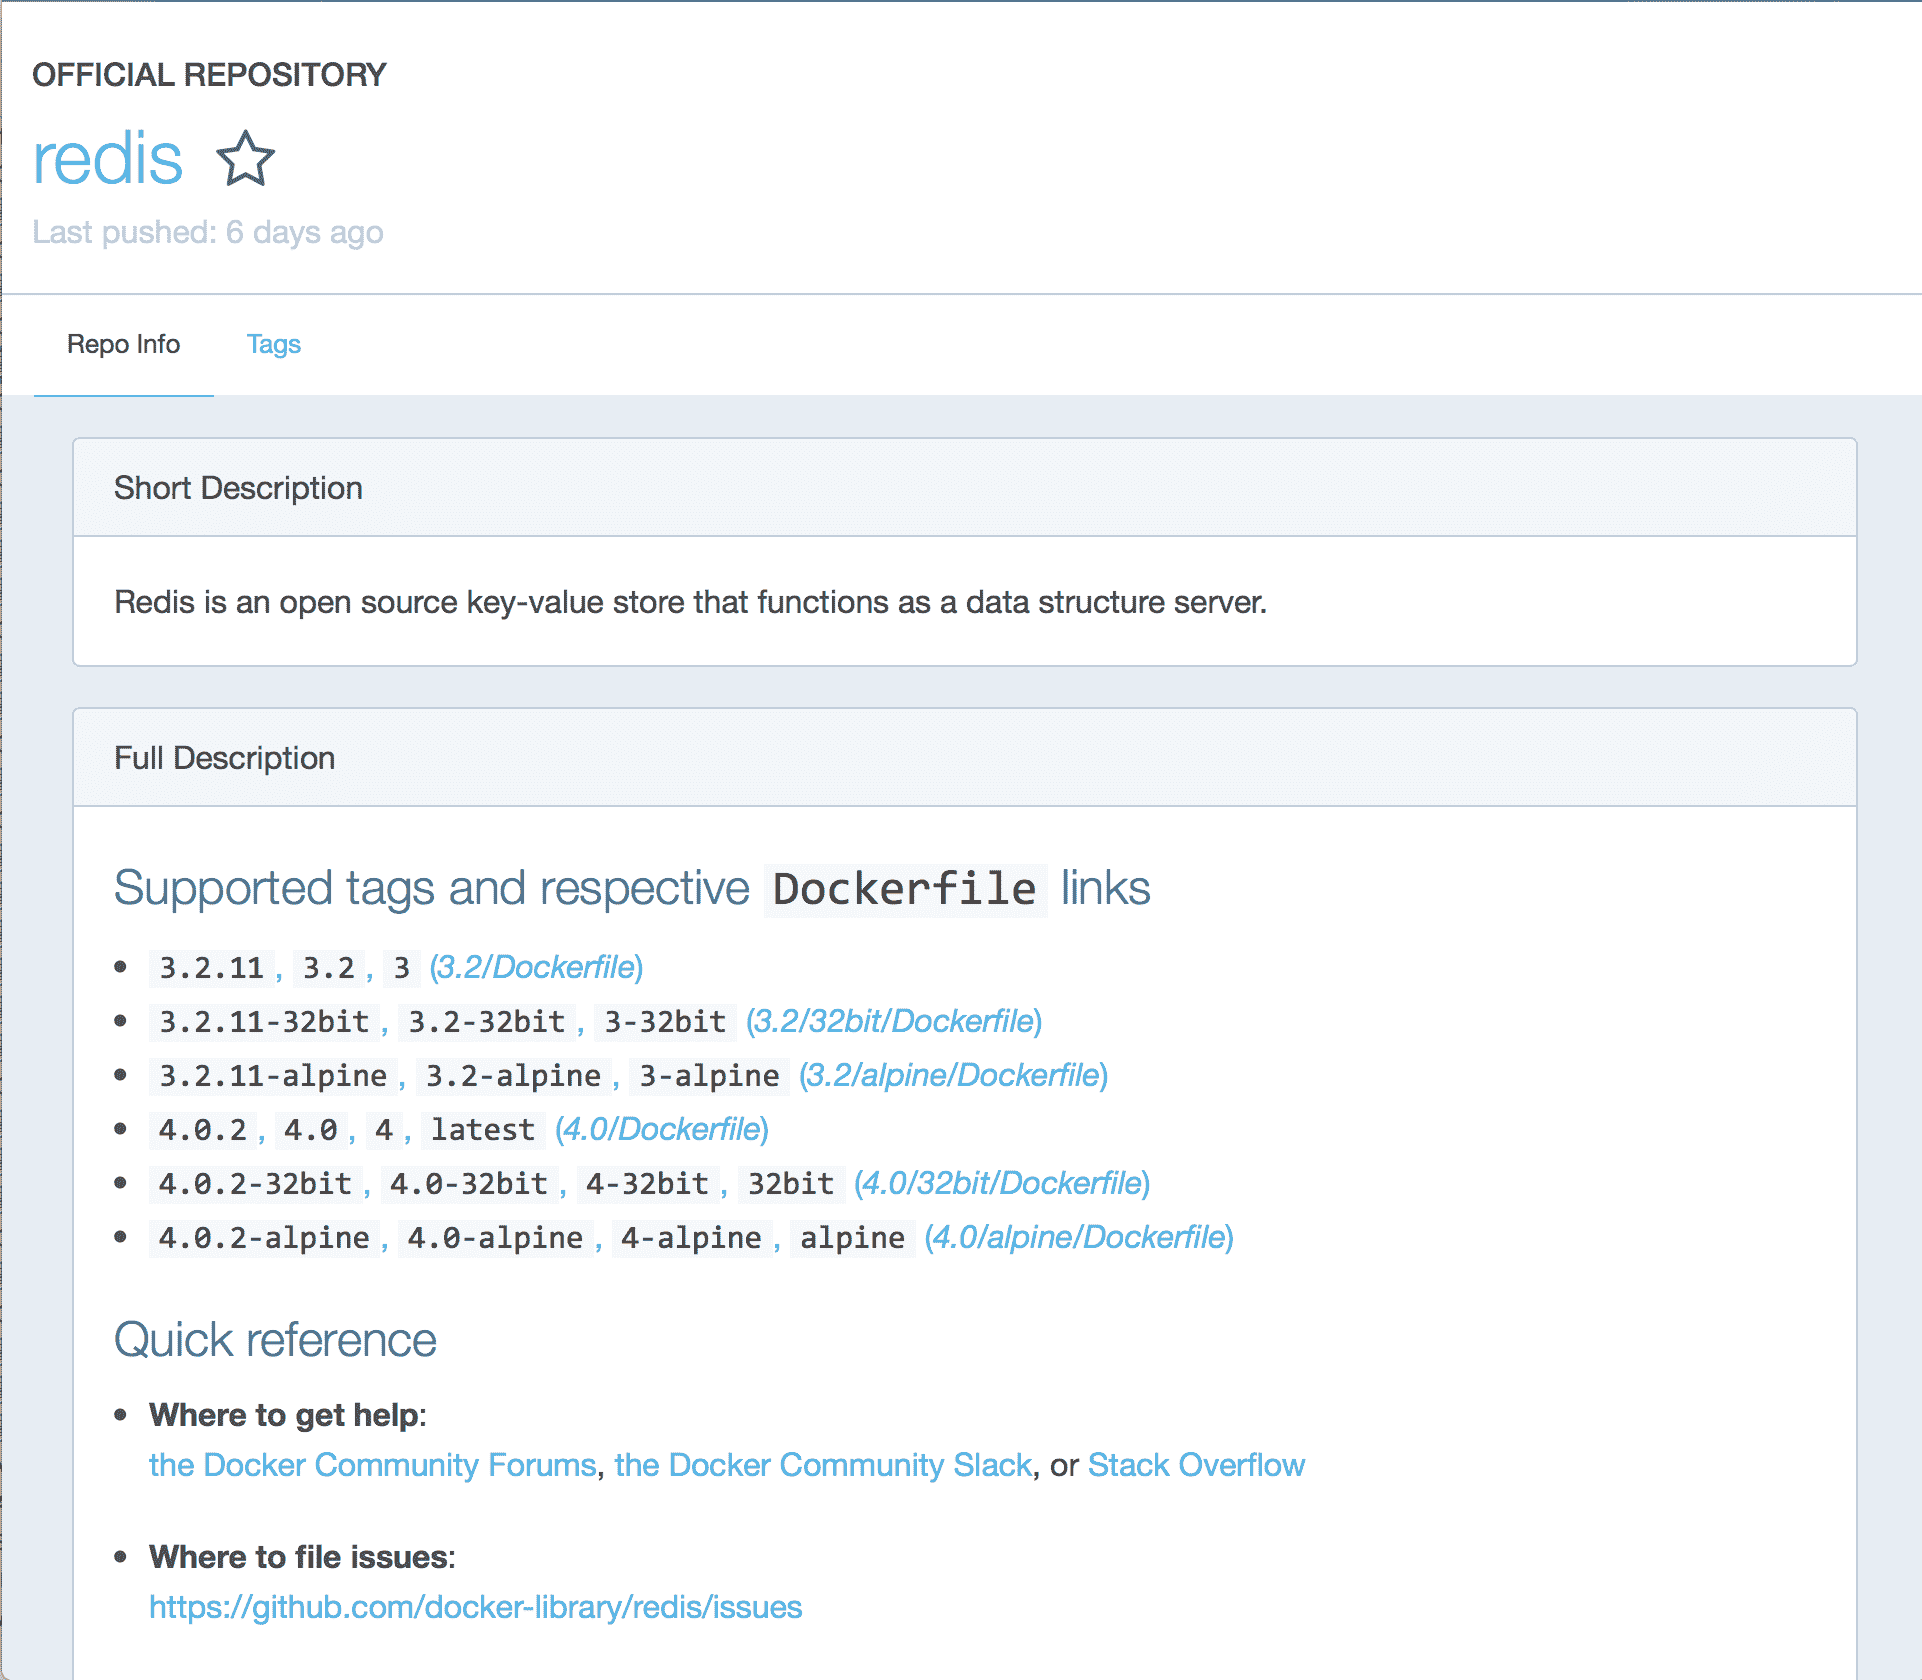 OFFICIAL REPOSITORY
redis
Last pushed: 6 days ago
Repo Info Tags
Short Description
Redis is an open source key-value store that functions as a data structure server.
Full Description
Supported tags and respective Dockerfile links
3.2.11, 3.2, 3 (3.2/Dockerfile)
3.2.11-32bit, 3.2-32bit, 3-32bit (3.2/32bit/Dockerfile)
3.2.11-alpine, 3.2-alpine, 3-alpine (3.2/alpine/Dockerfile)
4.0.2, 4.0, 4, latest (4.0/Dockerfile)
4.0.2-32bit, 4.0-32bit, 4-32bit, 32bit (4.0/32bit/Dockerfile)
4.0.2-alpine, 4.0-alpine, 4-alpine, alpine (4.0/alpine/Dockerfile)
Quick reference
Where to get help:
the Docker Community Forums, the Docker Community Slack, or Stack Overflow
Where to file issues:
https://github.com/docker-library/redis/issues